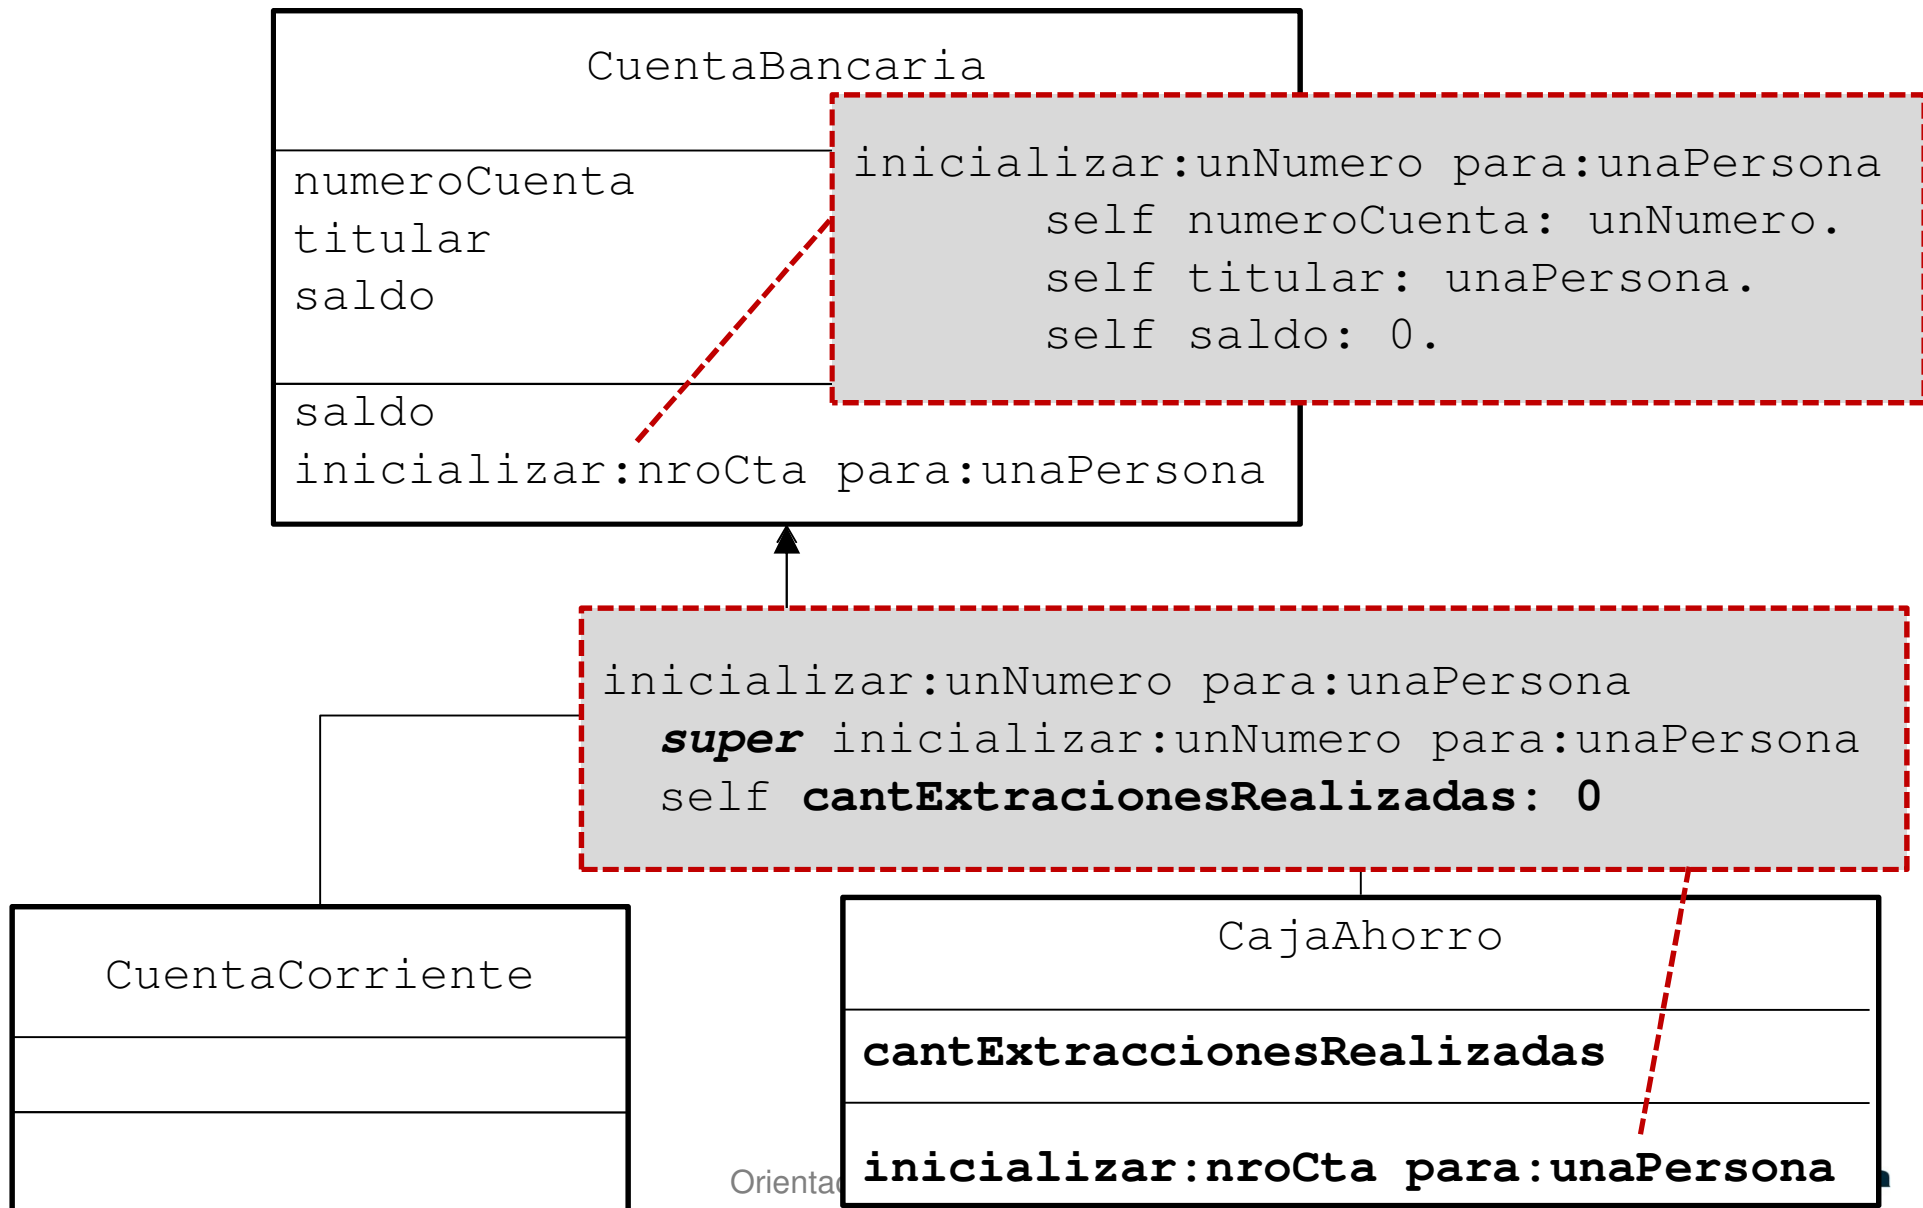 CuentaBancaria
numeroCuenta
titular
saldo
inicializar:unNumero para:unaPersona
self numeroCuenta: unNumero.
self titular: unaPersona.
self saldo: 0.
saldo
inicializar:nroCta para:unaPersona
inicializar:unNumero para:unaPersona
super inicializar:unNumero para:unaPersona
self cantExtracionesRealizadas: 0
CuentaCorriente
CajaAhorro
cantExtraccionesRealizadas
inicializar:nroCta para:unaPersona